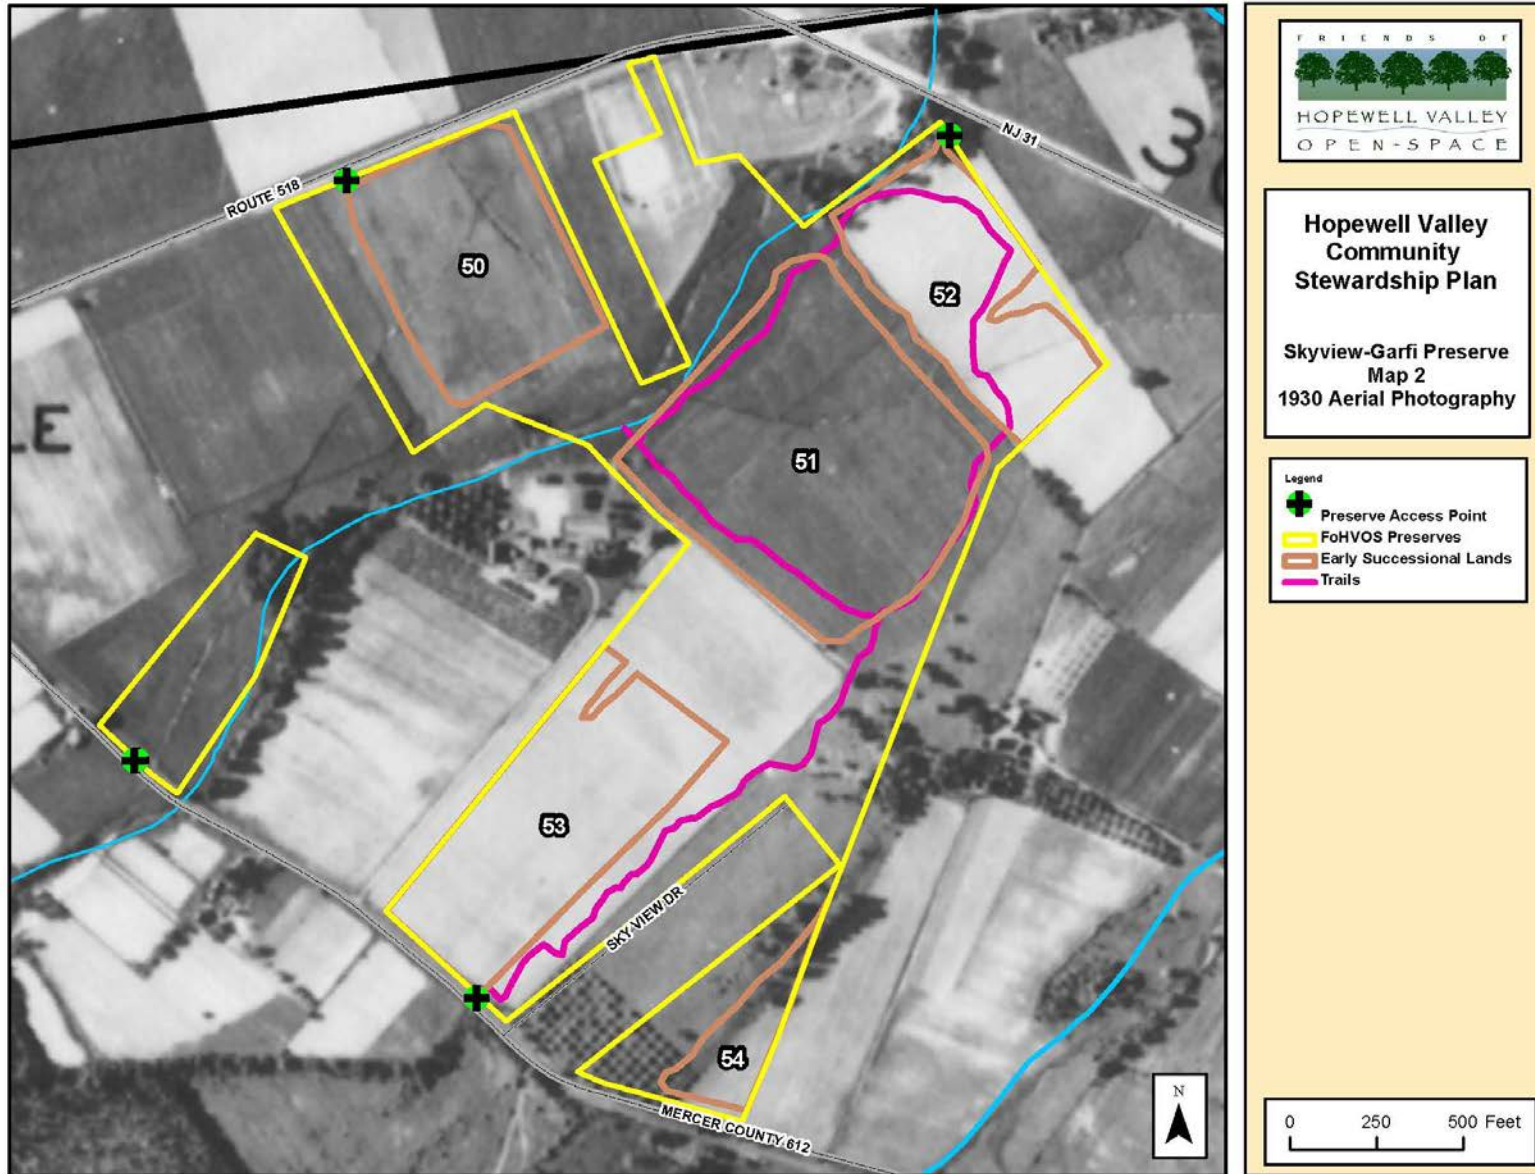 ROUTE 518
NJ 31
3
LE
50
52
51
53
54
SKY VIEW DR
MERCER COUNTY 612
N
FRIENDS OF
HOPEWELL VALLEY
OPEN-SPACE
Hopewell Valley
Community
Stewardship Plan
Skyview-Garfi Preserve
Map 2
1930 Aerial Photography
Legend
Preserve Access Point
FoHVOS Preserves
Early Successional Lands
Trails
0 250 500 Feet